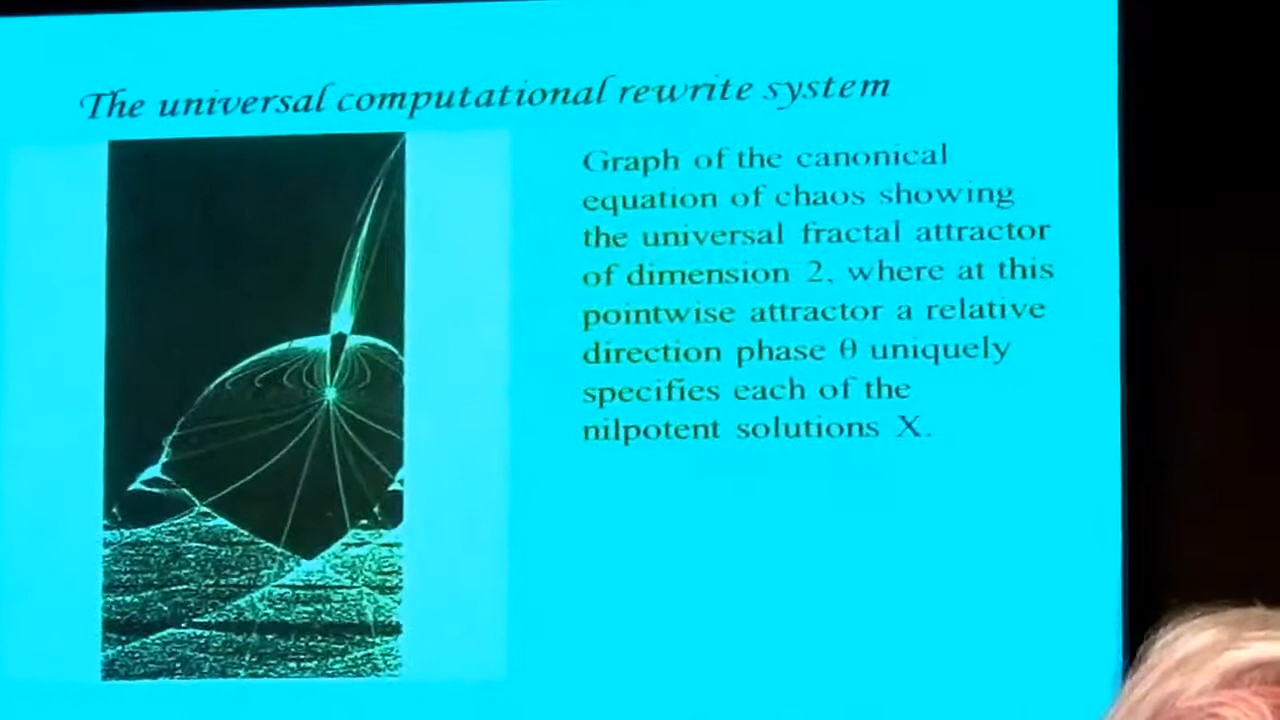 The universal computational rewrite system
Graph of the canonical
equation of chaos showing
the universal fractal attractor
of dimension 2, where at this
pointwise attractor a relative
direction phase θ uniquely
specifies each of the
nilpotent solutions X.